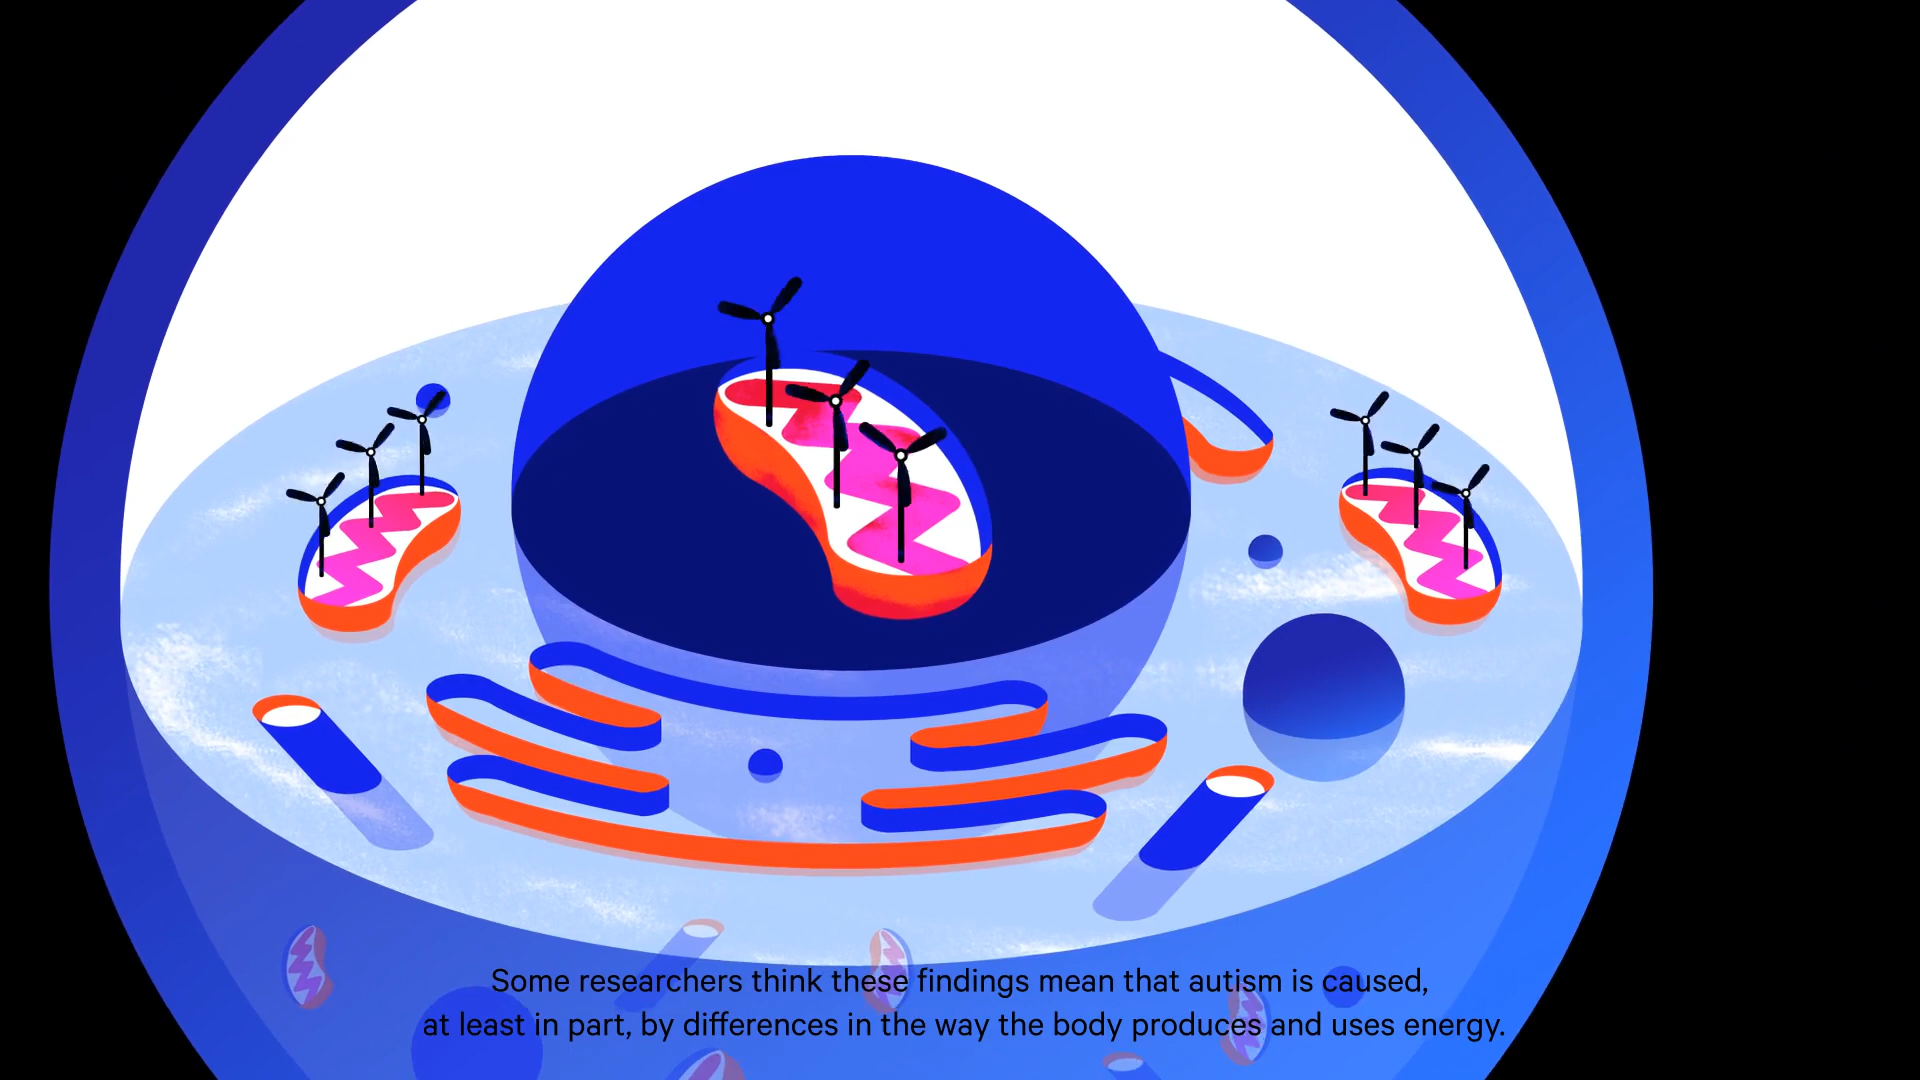 Some researchers think these findings mean that autism is caused,
at least in part, by differences in the way the body produces and uses energy.